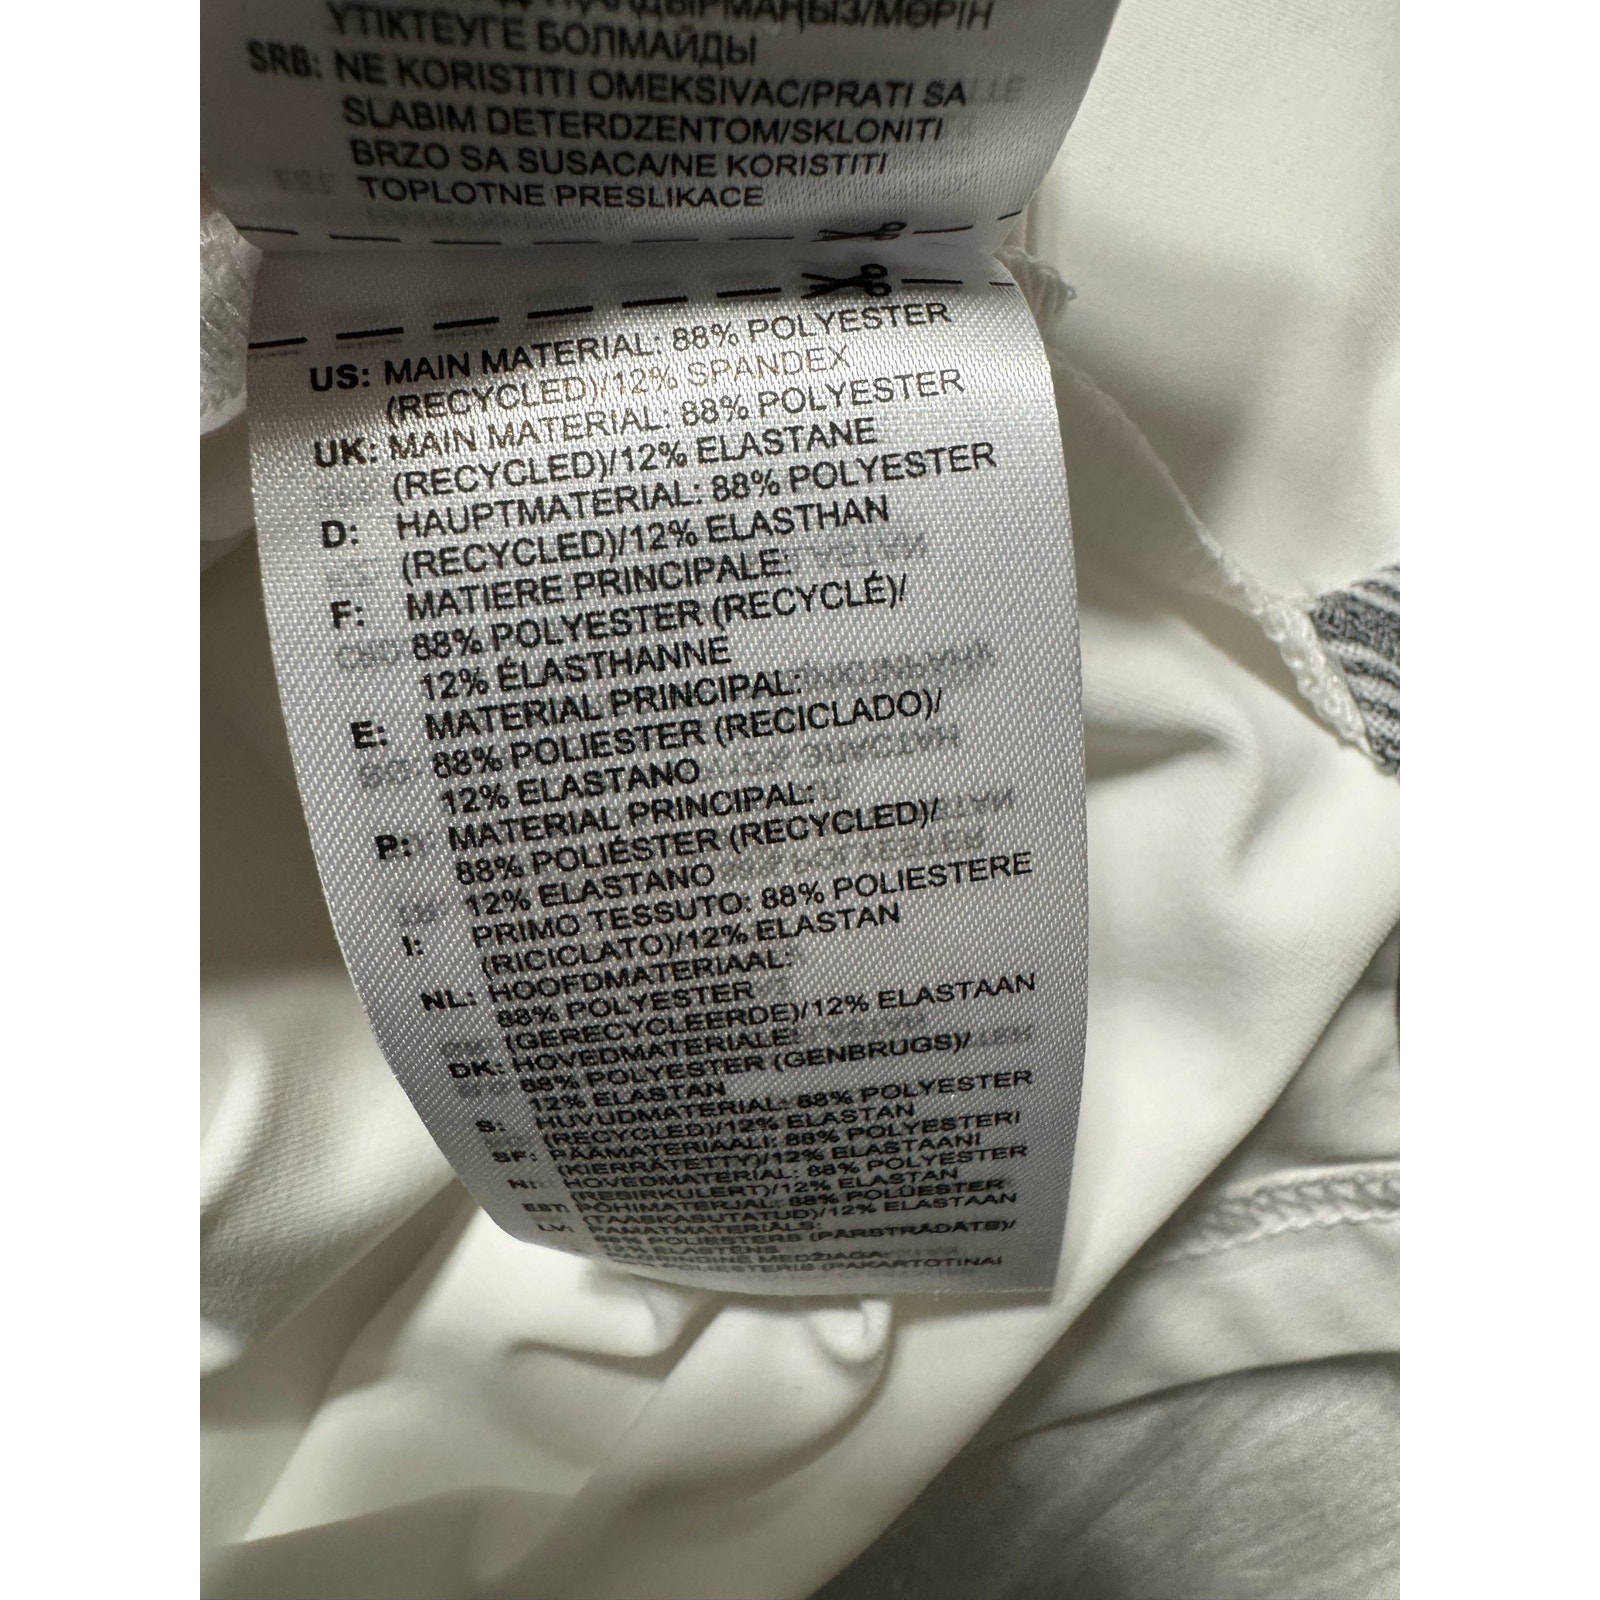 ҮТІКТЕУГЕ БОЛМАЙДЫ
SRB: NE KORISTITI OMEKSIVAC/PRATI SA
SLABIM DETERDZENTOM/SKLONITI
BRZO SA SUSACA/NE KORISTITI
TOPLOTNE PRESLIKACE
US: MAIN MATERIAL: 88% POLYESTER
(RECYCLED)/12% SPANDEX
UK: MAIN MATERIAL: 88% POLYESTER
(RECYCLED)/12% ELASTANE
D: HAUPTMATERIAL: 88% POLYESTER
(RECYCLED)/12% ELASTHAN
F: MATIERE PRINCIPALE:
88% POLYESTER (RECYCLÉ)/
12% ÉLASTHANNE
E: MATERIAL PRINCIPAL:
88% POLIESTER (RECICLADO)/
12% ELASTANO
P: MATERIAL PRINCIPAL:
88% POLIÉSTER (RECYCLED)/
12% ELASTANO
I: PRIMO TESSUTO: 88% POLIESTERE
(RICICLATO)/12% ELASTAN
NL: HOOFDMATERIAAL:
88% POLYESTER
(GERECYCLEERDE)/12% ELASTAAN
DK: HOVEDMATERIALE:
88% POLYESTER (GENBRUGS)/
12% ELASTAN
S: HUVUDMATERIAL: 88% POLYESTER
(RECYCLED)/12% ELASTAN
SF: PÄÄMATERIAALI: 88% POLYESTERI
(KIERRÄTETTY)/12% ELASTAANI
HOVEDMATERIAL: 88% POLYESTER
(RESIRKULERT)/12% ELASTAN
EST: PÕHIMATERJAL: 88% POLÜESTER
(TAASKASUTATUD)/12% ELASTAAN
LV: PAMATMATERIĀLS:
88% POLIESTERS (PĀRSTRĀDĀTS)/
12% ELASTĒNS
MEDŽIAGA:
(PAKARTOTINAI